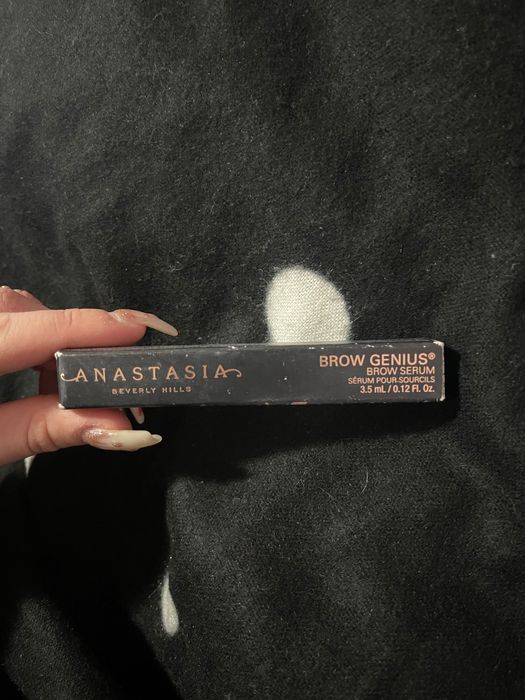 ANASTASIA
BEVERLY HILLS
BROW GENIUS®
BROW SERUM
SÉRUM POUR SOURCILS
3.5 mL / 0.12 Fl. Oz.